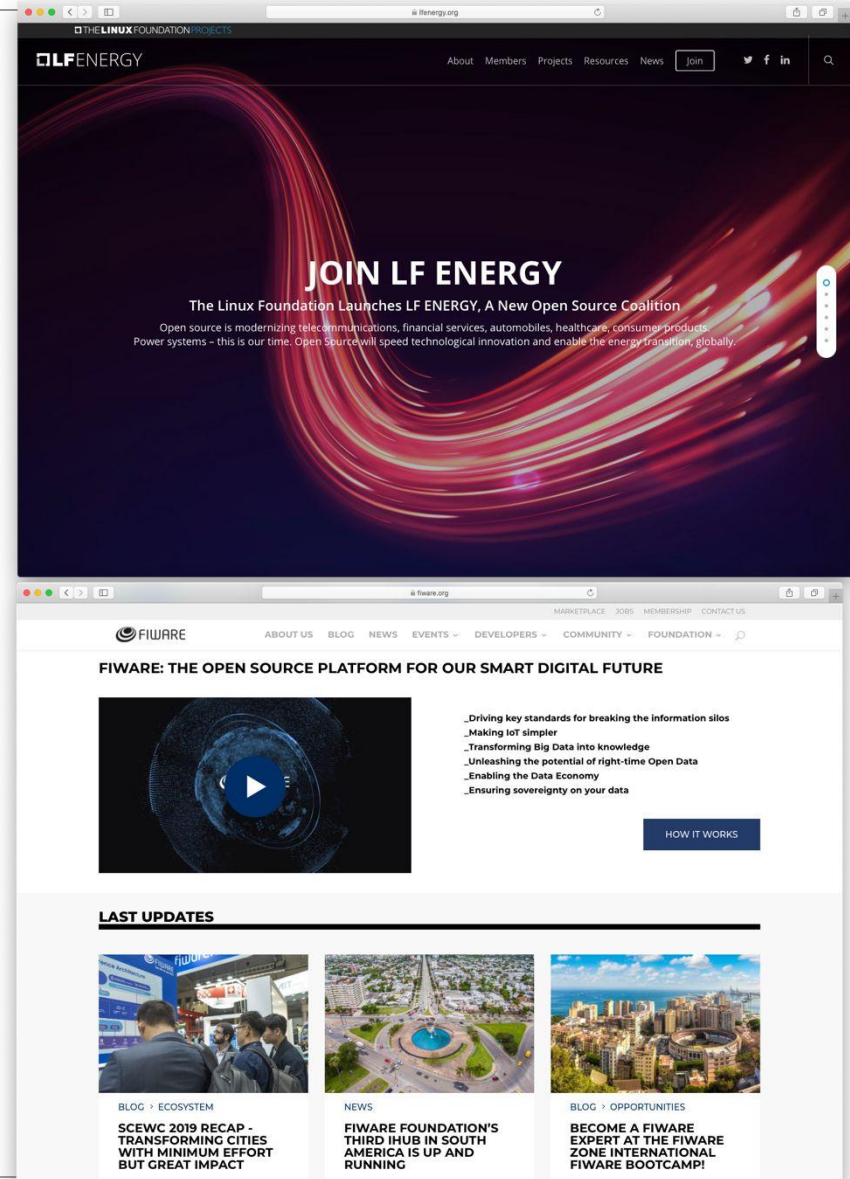 lfenergy.org
THE LINUX FOUNDATION PROJECTS
LFENERGY
About Members Projects Resources News Join
JOIN LF ENERGY
The Linux Foundation Launches LF ENERGY, A New Open Source Coalition
Open source is modernizing telecommunications, financial services, automobiles, healthcare, consumer products.
Power systems – this is our time. Open Source will speed technological innovation and enable the energy transition, globally.
fiware.org
MARKETPLACE JOBS MEMBERSHIP CONTACT US
FIWARE
ABOUT US BLOG NEWS EVENTS DEVELOPERS COMMUNITY FOUNDATION
FIWARE: THE OPEN SOURCE PLATFORM FOR OUR SMART DIGITAL FUTURE
_Driving key standards for breaking the information silos
_Making IoT simpler
_Transforming Big Data into knowledge
_Unleashing the potential of right-time Open Data
_Enabling the Data Economy
_Ensuring sovereignty on your data
HOW IT WORKS
LAST UPDATES
BLOG > ECOSYSTEM
SCEWC 2019 RECAP -
TRANSFORMING CITIES
WITH MINIMUM EFFORT
BUT GREAT IMPACT
NEWS
FIWARE FOUNDATION'S
THIRD IHUB IN SOUTH
AMERICA IS UP AND
RUNNING
BLOG > OPPORTUNITIES
BECOME A FIWARE
EXPERT AT THE FIWARE
ZONE INTERNATIONAL
FIWARE BOOTCAMP!